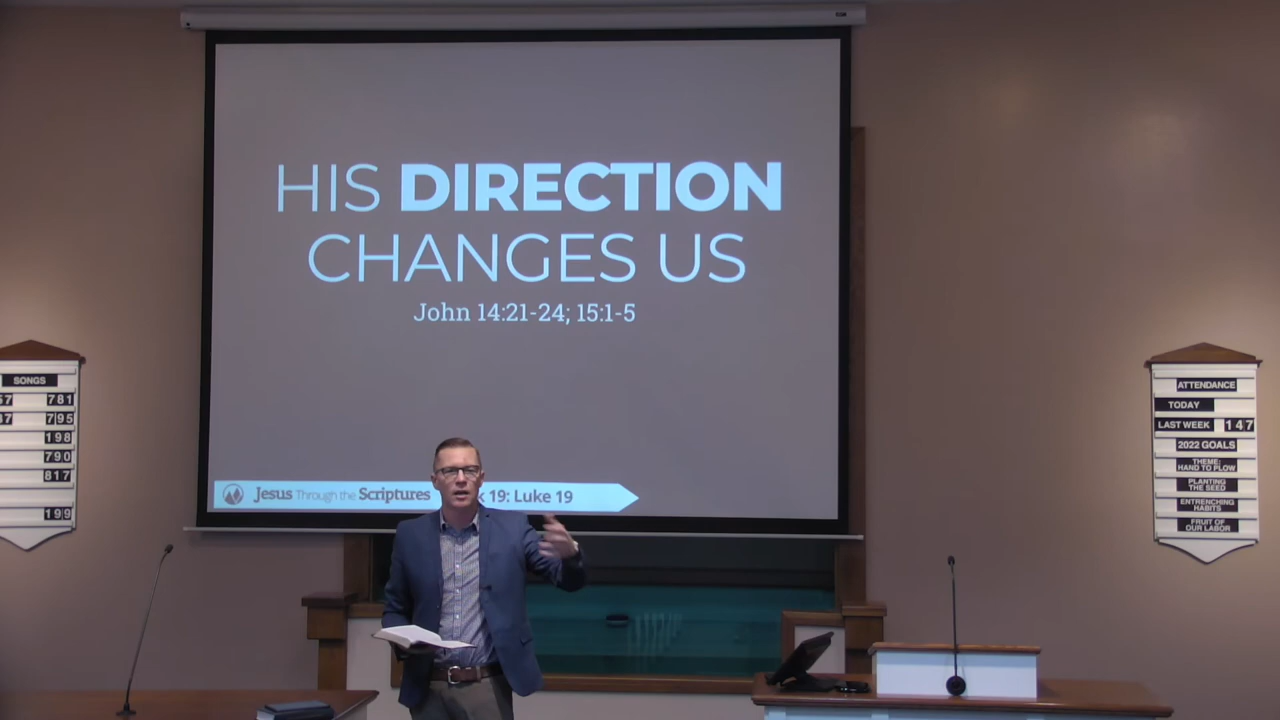 HIS DIRECTION
CHANGES US
John 14:21-24; 15:1-5
Jesus Through the Scriptures
19: Luke 19
SONGS
781
795
198
790
817
199
ATTENDANCE
TODAY
LAST WEEK 147
2022 GOALS
THEME:
HAND TO PLOW
PLANTING
THE SEED
ENTRENCHING
HABITS
FRUIT OF
OUR LABOR